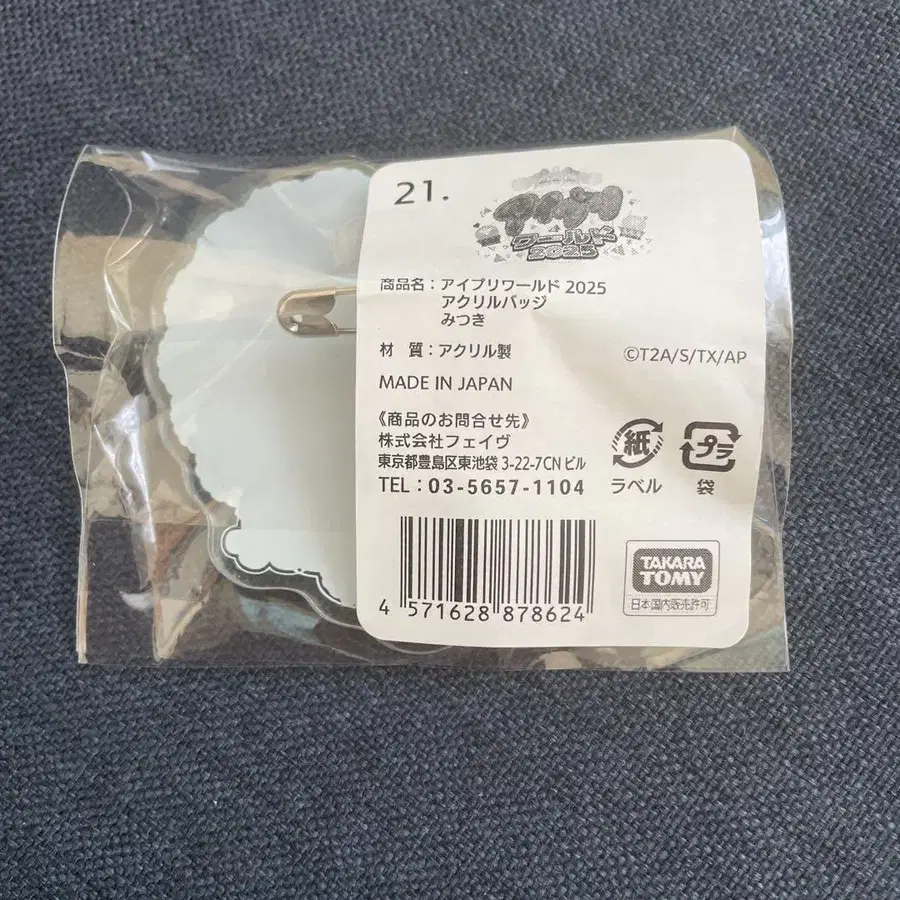 21.
アイプリ
ワールド
2025
商品名：アイプリワールド 2025
アクリルバッジ
みつき
材 質：アクリル製
©T2A/S/TX/AP
MADE IN JAPAN
《商品のお問合せ先》
株式会社フェイヴ
東京都豊島区東池袋 3-22-7CN ビル
TEL：03-5657-1104
紙
ラベル
プラ
袋
4 571628 878624
TAKARA
TOMY
日本国内販売許可